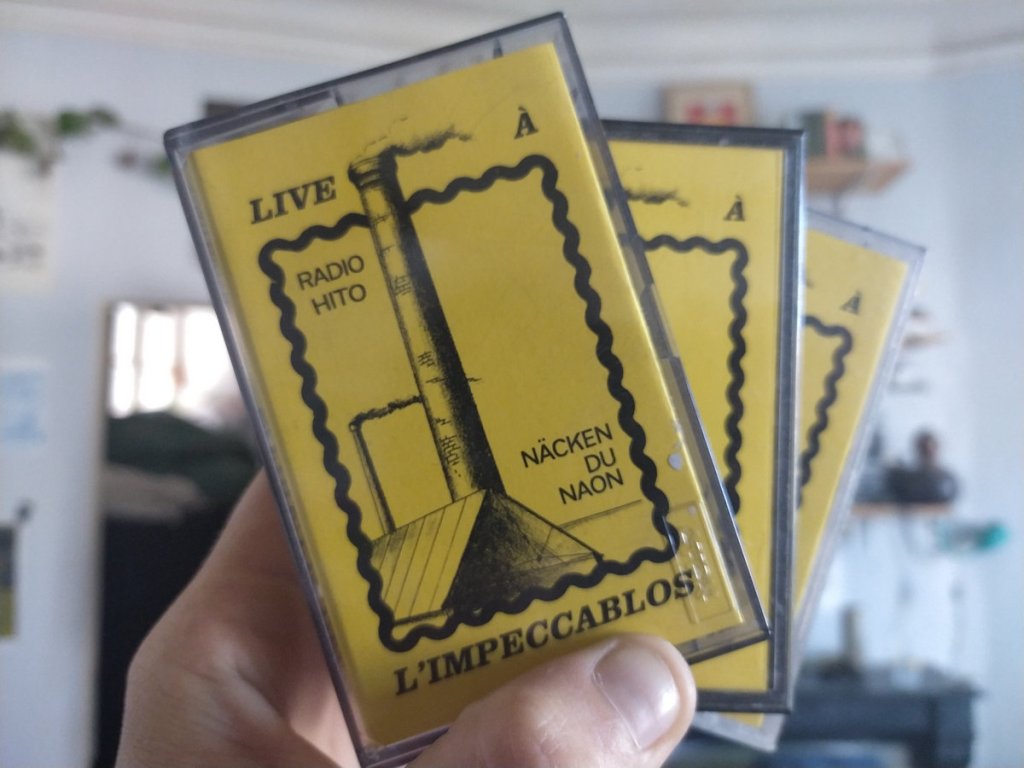 LIVE À
RADIO
HITO
NÄCKEN
DU
NAON
L'IMPECCABLOS
À
À